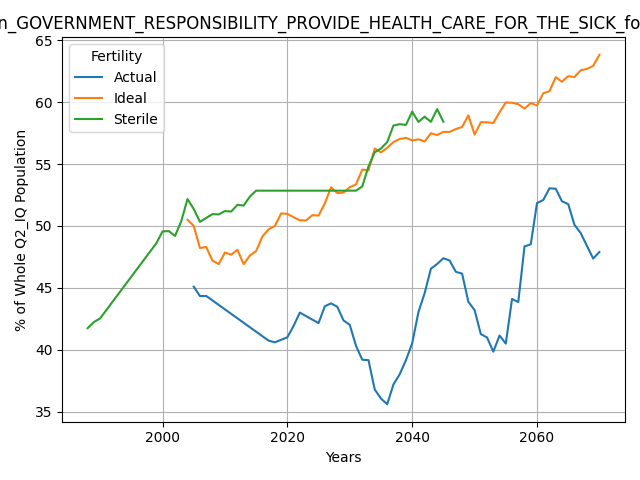 n_GOVERNMENT_RESPONSIBILITY_PROVIDE_HEALTH_CARE_FOR_THE_SICK_fo
65
60
55
50
45
40
35
% of Whole Q2_IQ Population
Fertility
Actual
Ideal
Sterile
2000
2020
2040
2060
Years